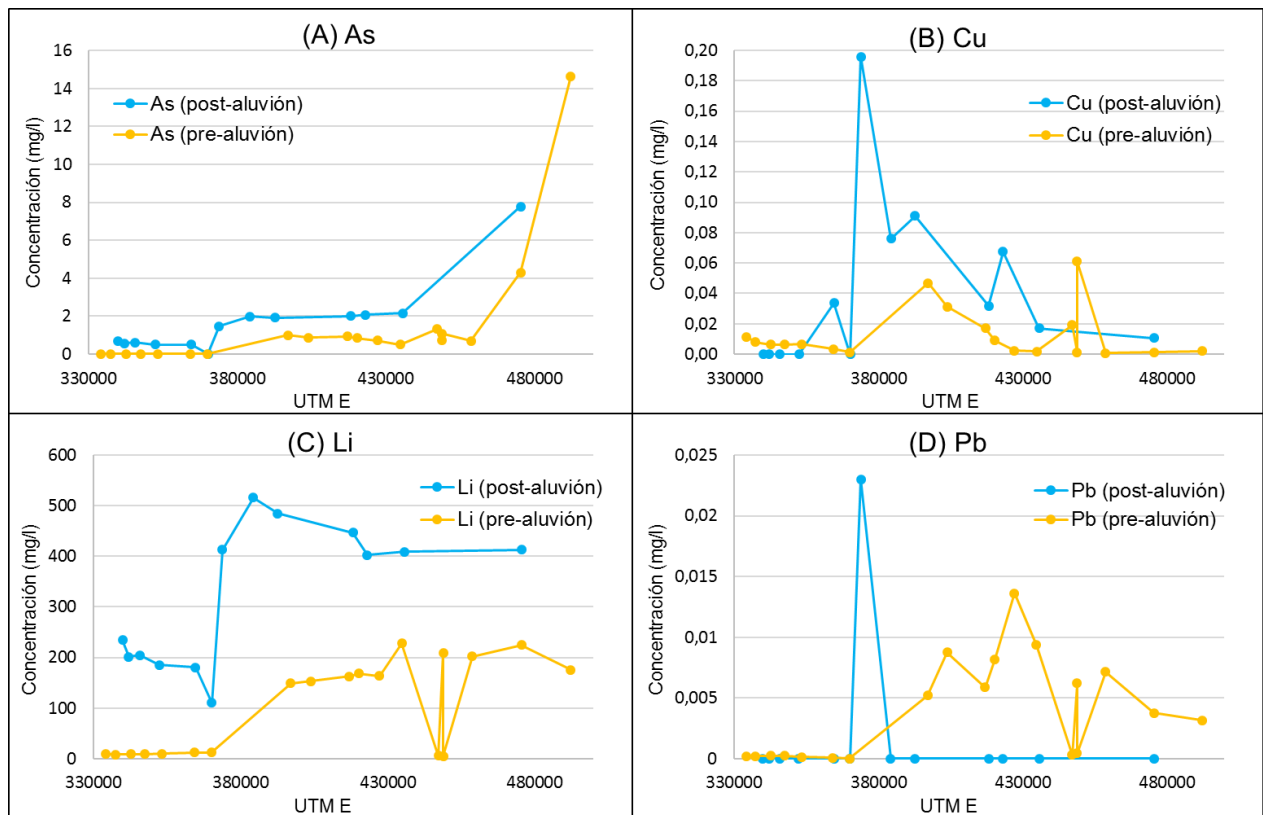 (A) As
16
14
12
10
8
6
4
2
0
Concentración (mg/l)
As (post-aluvión)
As (pre-aluvión)
330000 380000 430000 480000
UTM E
(B) Cu
0,20
0,18
0,16
0,14
0,12
0,10
0,08
0,06
0,04
0,02
0,00
Concentración (mg/l)
Cu (post-aluvión)
Cu (pre-aluvión)
330000 380000 430000 480000
UTM E
(C) Li
600
500
400
300
200
100
0
Concentración (mg/l)
Li (post-aluvión)
Li (pre-aluvión)
330000 380000 430000 480000
UTM E
(D) Pb
0,025
0,02
0,015
0,01
0,005
0
Concentración (mg/l)
Pb (post-aluvión)
Pb (pre-aluvión)
330000 380000 430000 480000
UTM E